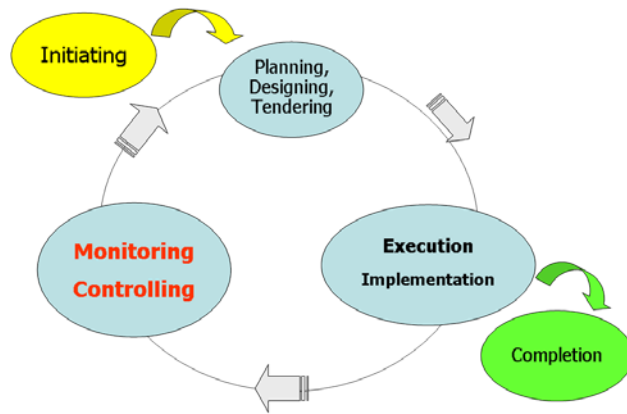 Initiating
Planning,
Designing,
Tendering
Monitoring
Controlling
Execution
Implementation
Completion